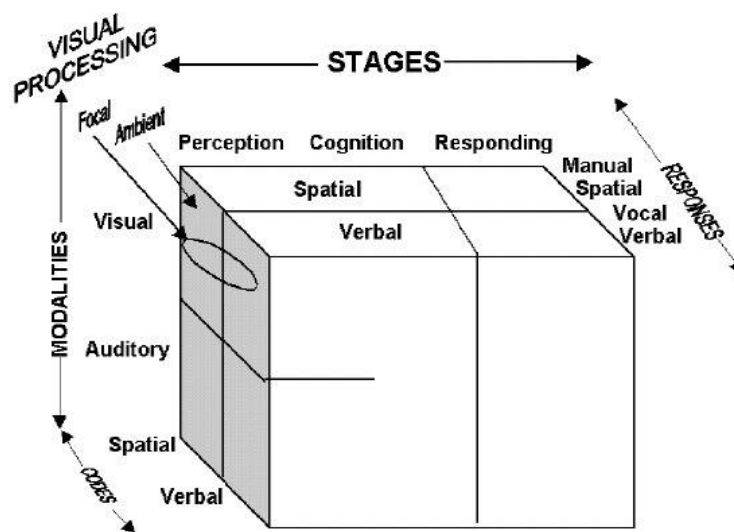 VISUAL
PROCESSING
STAGES
Focal
Ambient
Perception Cognition Responding
Manual
Spatial
Spatial
Vocal
Verbal
Verbal
RESPONSES
Visual
MODALITIES
Auditory
Spatial
Verbal
CODES